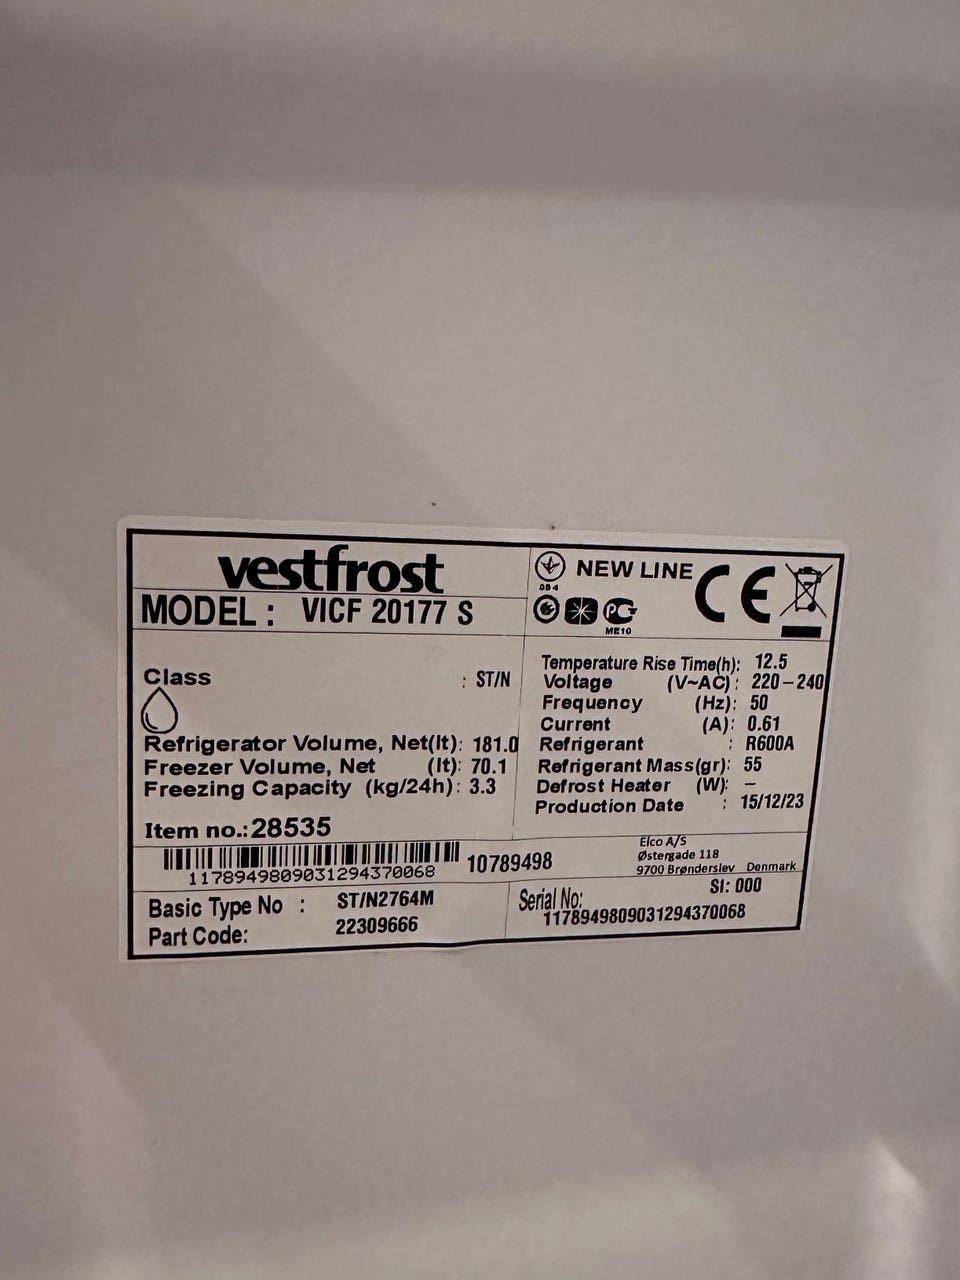 vestfrost
MODEL : VICF 20177 S
NEW LINE
ME10
CE
Class : ST/N
Refrigerator Volume, Net(lt): 181.0
Freezer Volume, Net (lt): 70.1
Freezing Capacity (kg/24h): 3.3
Item no.:28535
Temperature Rise Time(h): 12.5
Voltage (V~AC) : 220-240
Frequency (Hz): 50
Current (A): 0.61
Refrigerant : R600A
Refrigerant Mass(gr): 55
Defrost Heater (W): -
Production Date : 15/12/23
1178949809031294370068
10789498
Elco A/S
Østergade 118
9700 Brønderslev Denmark
Basic Type No : ST/N2764M
Part Code: 22309666
SI: 000
Serial No:
1178949809031294370068